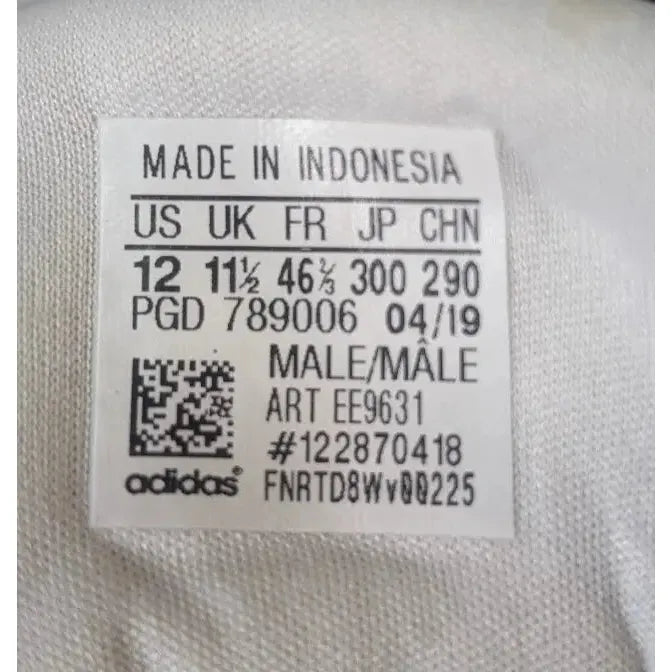 MADE IN INDONESIA
US UK FR JP CHN
12 11½ 46⅔ 300 290
PGD 789006 04/19
MALE/MÂLE
ART EE9631
#122870418
adidas® FNRTD8Wv00225